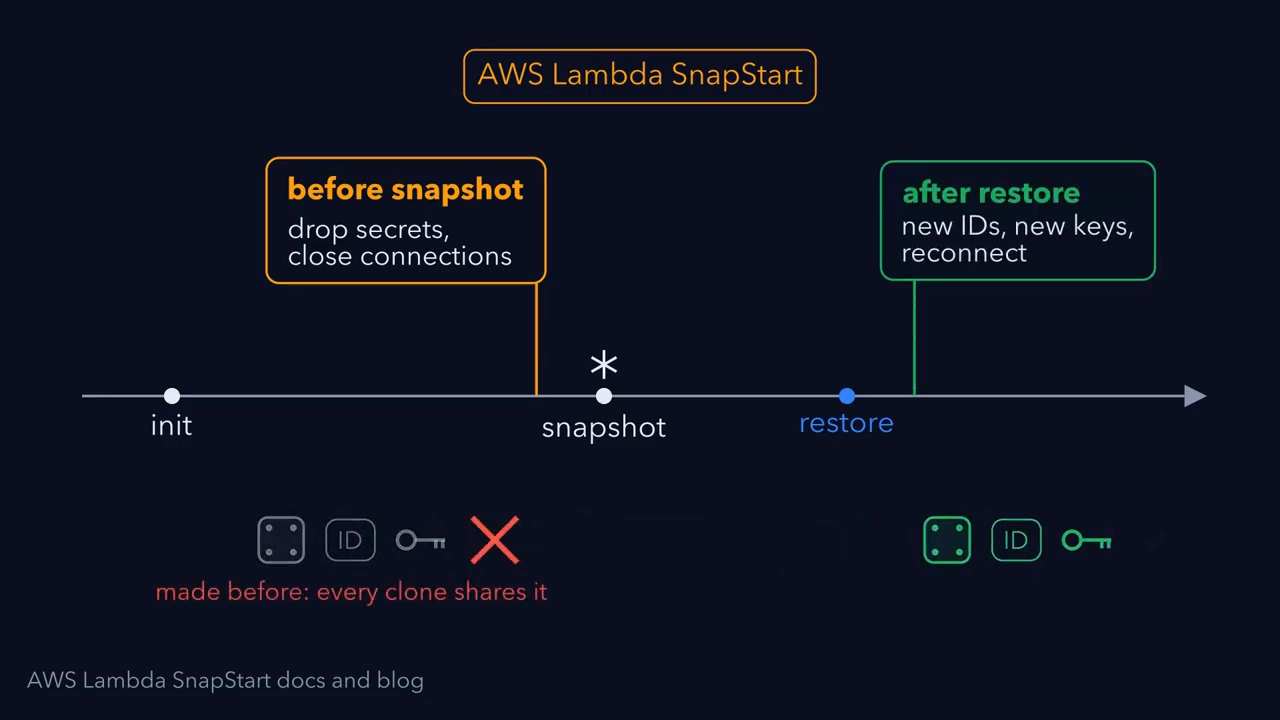 AWS Lambda SnapStart
before snapshot
drop secrets,
close connections
after restore
new IDs, new keys,
reconnect
init
snapshot
restore
ID
ID
made before: every clone shares it
AWS Lambda SnapStart docs and blog